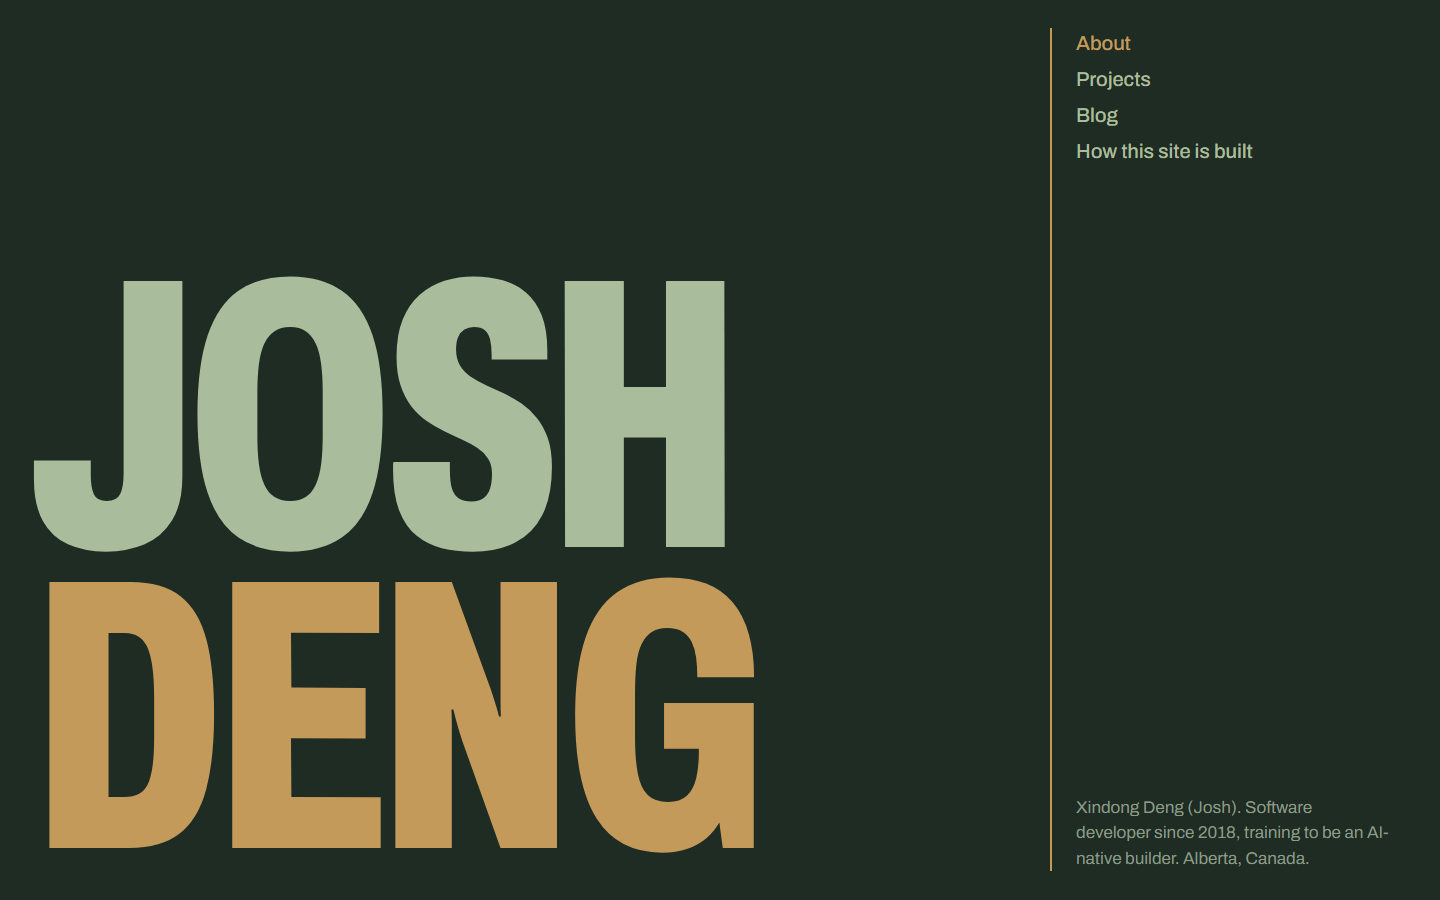 About
Projects
Blog
How this site is built
JOSH
DENG
Xindong Deng (Josh). Software
developer since 2018, training to be an AI-
native builder. Alberta, Canada.